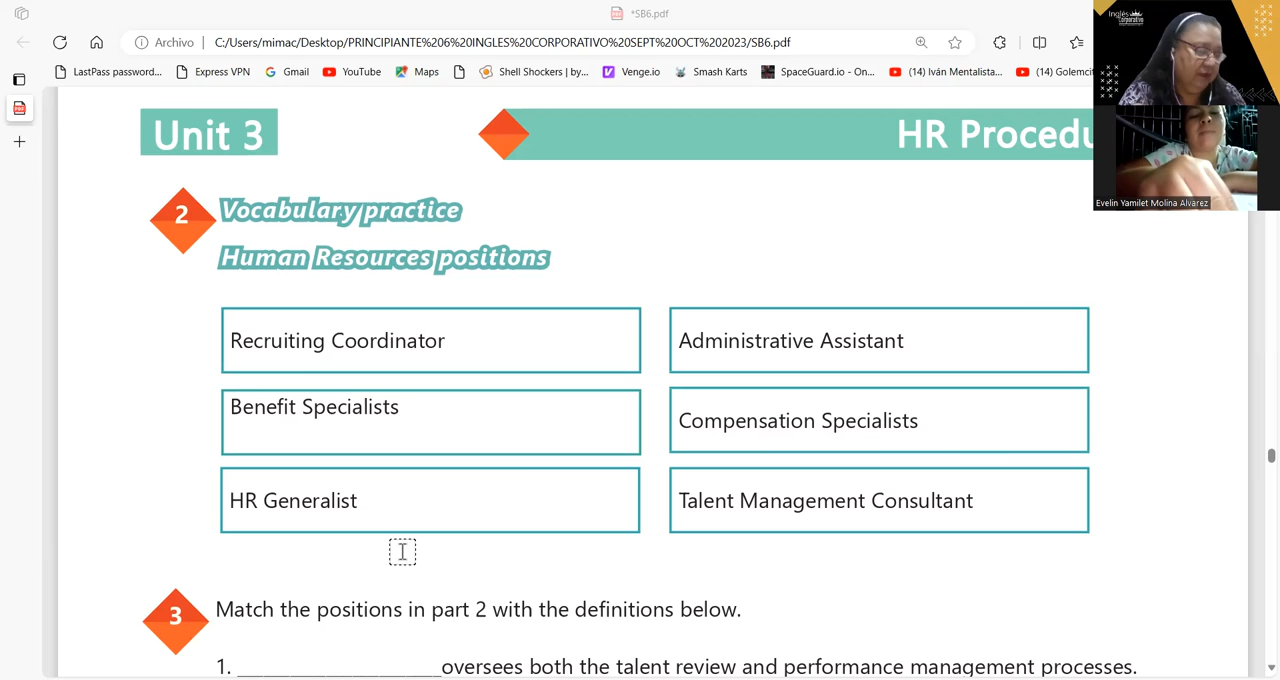 *SB6.pdf
Archivo
C:/Users/mimac/Desktop/PRINCIPIANTE%206%20INGLES%20CORPORATIVO%20SEPT%20OCT%202023/SB6.pdf
LastPass password... Express VPN Gmail YouTube Maps Shell Shockers | by... Venge.io Smash Karts SpaceGuard.io - On... (14) Iván Mentalista... (14) Golemcit
Inglés
Corporativo
Evelin Yamilet Molina Alvarez
Unit 3
HR Procedu
2
Vocabulary practice
Human Resources positions
Recruiting Coordinator
Administrative Assistant
Benefit Specialists
Compensation Specialists
HR Generalist
Talent Management Consultant
3
Match the positions in part 2 with the definitions below.
1. ____________________oversees both the talent review and performance management processes.